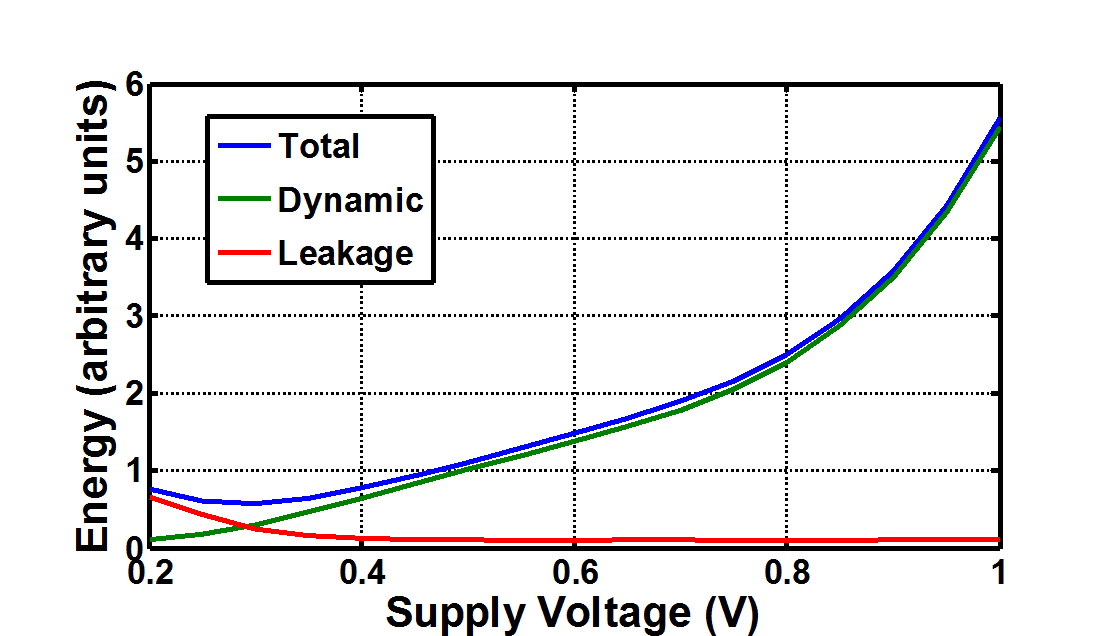 Energy (arbitrary units)
6
5
4
3
2
1
0
Total
Dynamic
Leakage
0.2
0.4
0.6
0.8
1
Supply Voltage (V)